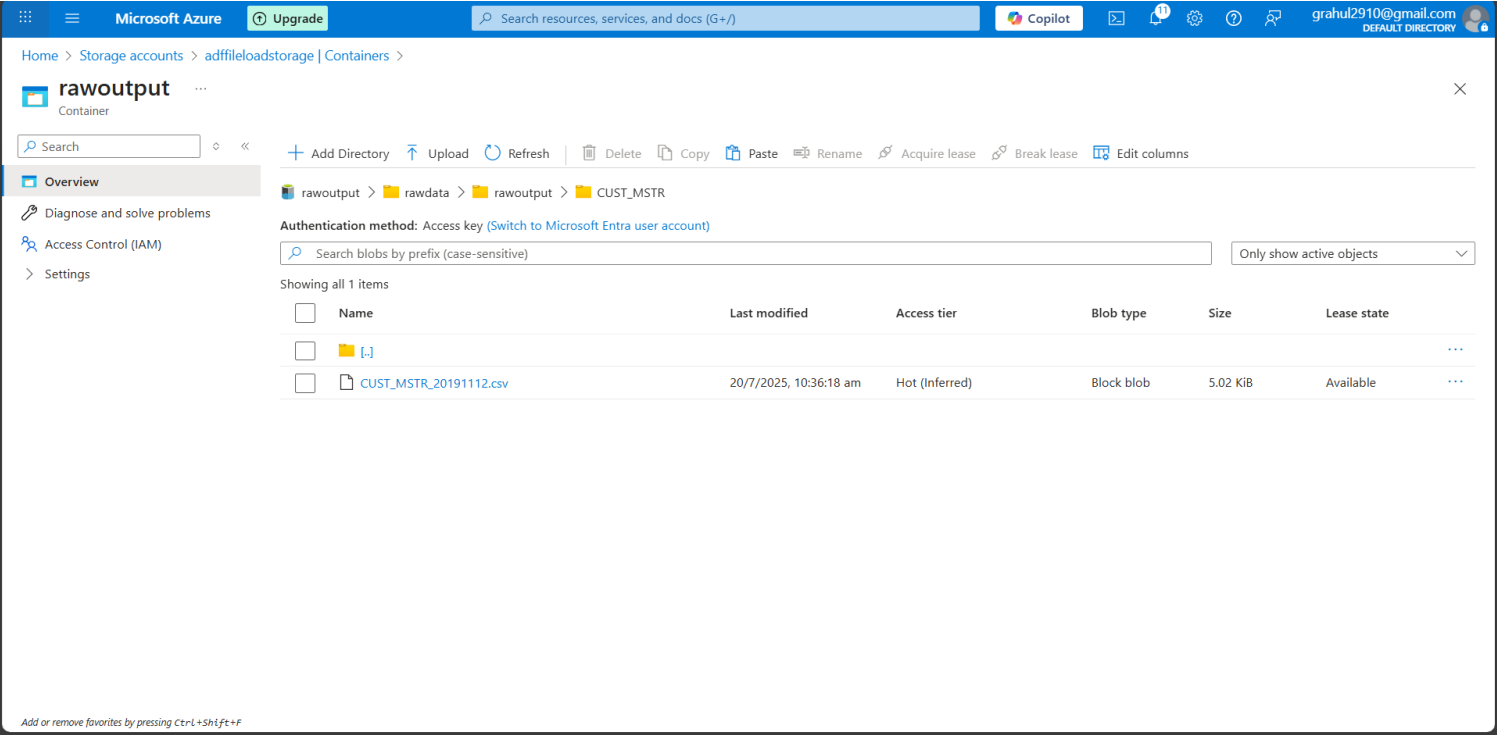 Microsoft Azure
Upgrade
Search resources, services, and docs (G+/)
Copilot
11
grahul2910@gmail.com
DEFAULT DIRECTORY
Home > Storage accounts > adffileloadstorage | Containers >
rawoutput ...
Container
Search
Overview
Diagnose and solve problems
Access Control (IAM)
Settings
Add Directory Upload Refresh Delete Copy Paste Rename Acquire lease Break lease Edit columns
rawoutput > rawdata > rawoutput > CUST_MSTR
Authentication method: Access key (Switch to Microsoft Entra user account)
Search blobs by prefix (case-sensitive)
Only show active objects
Showing all 1 items
Name Last modified Access tier Blob type Size Lease state
[..]
CUST_MSTR_20191112.csv 20/7/2025, 10:36:18 am Hot (Inferred) Block blob 5.02 KiB Available
Add or remove favorites by pressing Ctrl+Shift+F